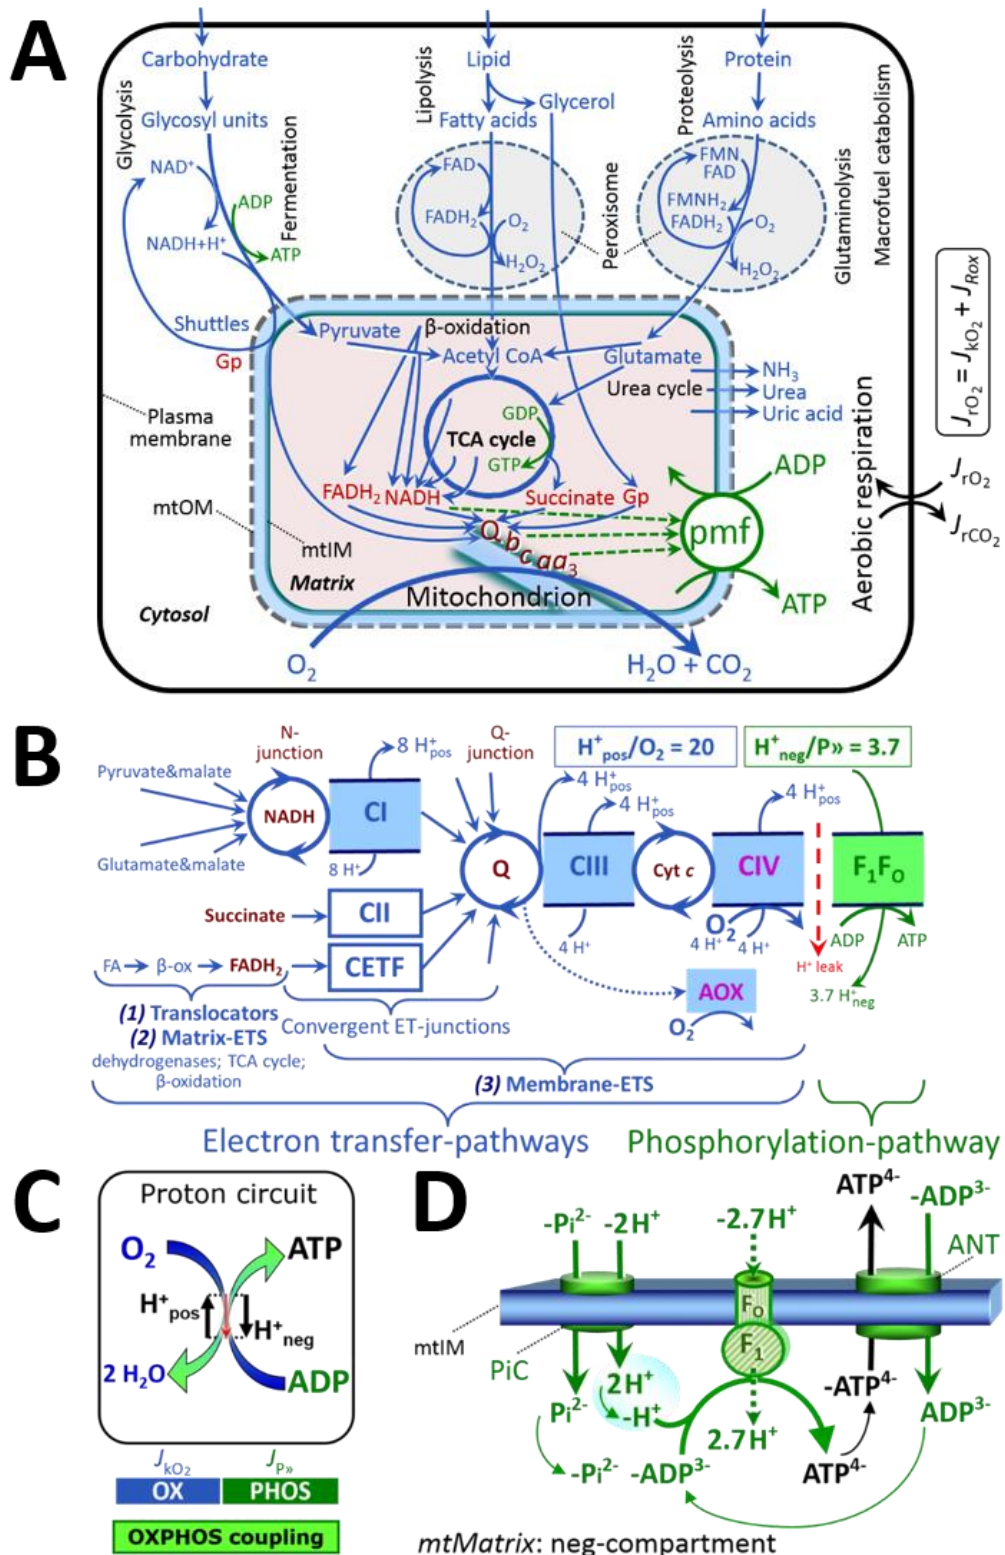 A
Carbohydrate
Lipid
Protein
Glycolysis
Lipolysis
Glycerol
Proteolysis
Glycosyl units
Fatty acids
Amino acids
Macrofuel catabolism
NAD⁺
FAD
FMN
FAD
Fermentation
ADP
FMNH₂
FADH₂
O₂
FADH₂
O₂
Peroxisome
Glutaminolysis
NADH+H⁺
ATP
H₂O₂
H₂O₂
Shuttles
Pyruvate
β-oxidation
Gp
Acetyl CoA
Glutamate
NH₃
Urea cycle
Urea
Uric acid
J_rO₂ = J_kO₂ + J_Rox
Plasma
membrane
GDP
TCA cycle
GTP
ADP
Aerobic respiration
J_rO₂
FADH₂ NADH
Succinate Gp
mtOM
Q b c aa₃
pmf
J_rCO₂
mtIM
Matrix
Mitochondrion
ATP
Cytosol
O₂
H₂O + CO₂
B
N-
junction
8 H⁺pos
Q-
junction
H⁺pos/O₂ = 20
H⁺neg/P» = 3.7
Pyruvate&malate
4 H⁺pos
4 H⁺pos
4 H⁺pos
NADH
CI
Q
CIII
Cyt c
CIV
F₁FO
Glutamate&malate
8 H⁺
Succinate
CII
4 H⁺
O₂
4 H⁺
4 H⁺
ADP
ATP
H⁺ leak
FA
β-ox
FADH₂
CETF
AOX
3.7 H⁺neg
(1) Translocators
(2) Matrix-ETS
Convergent ET-junctions
O₂
dehydrogenases; TCA cycle;
β-oxidation
(3) Membrane-ETS
Electron transfer-pathways
Phosphorylation-pathway
C
Proton circuit
O₂
ATP
H⁺pos
H⁺neg
2 H₂O
ADP
J_kO₂
J_P»
OX
PHOS
OXPHOS coupling
D
ATP⁴⁻
-ADP³⁻
-Pi²⁻
-2H⁺
-2.7H⁺
ANT
FO
mtIM
F₁
PiC
2H⁺
-ATP⁴⁻
Pi²⁻
-H⁺
2.7H⁺
ADP³⁻
-Pi²⁻
-ADP³⁻
ATP⁴⁻
mtMatrix: neg-compartment